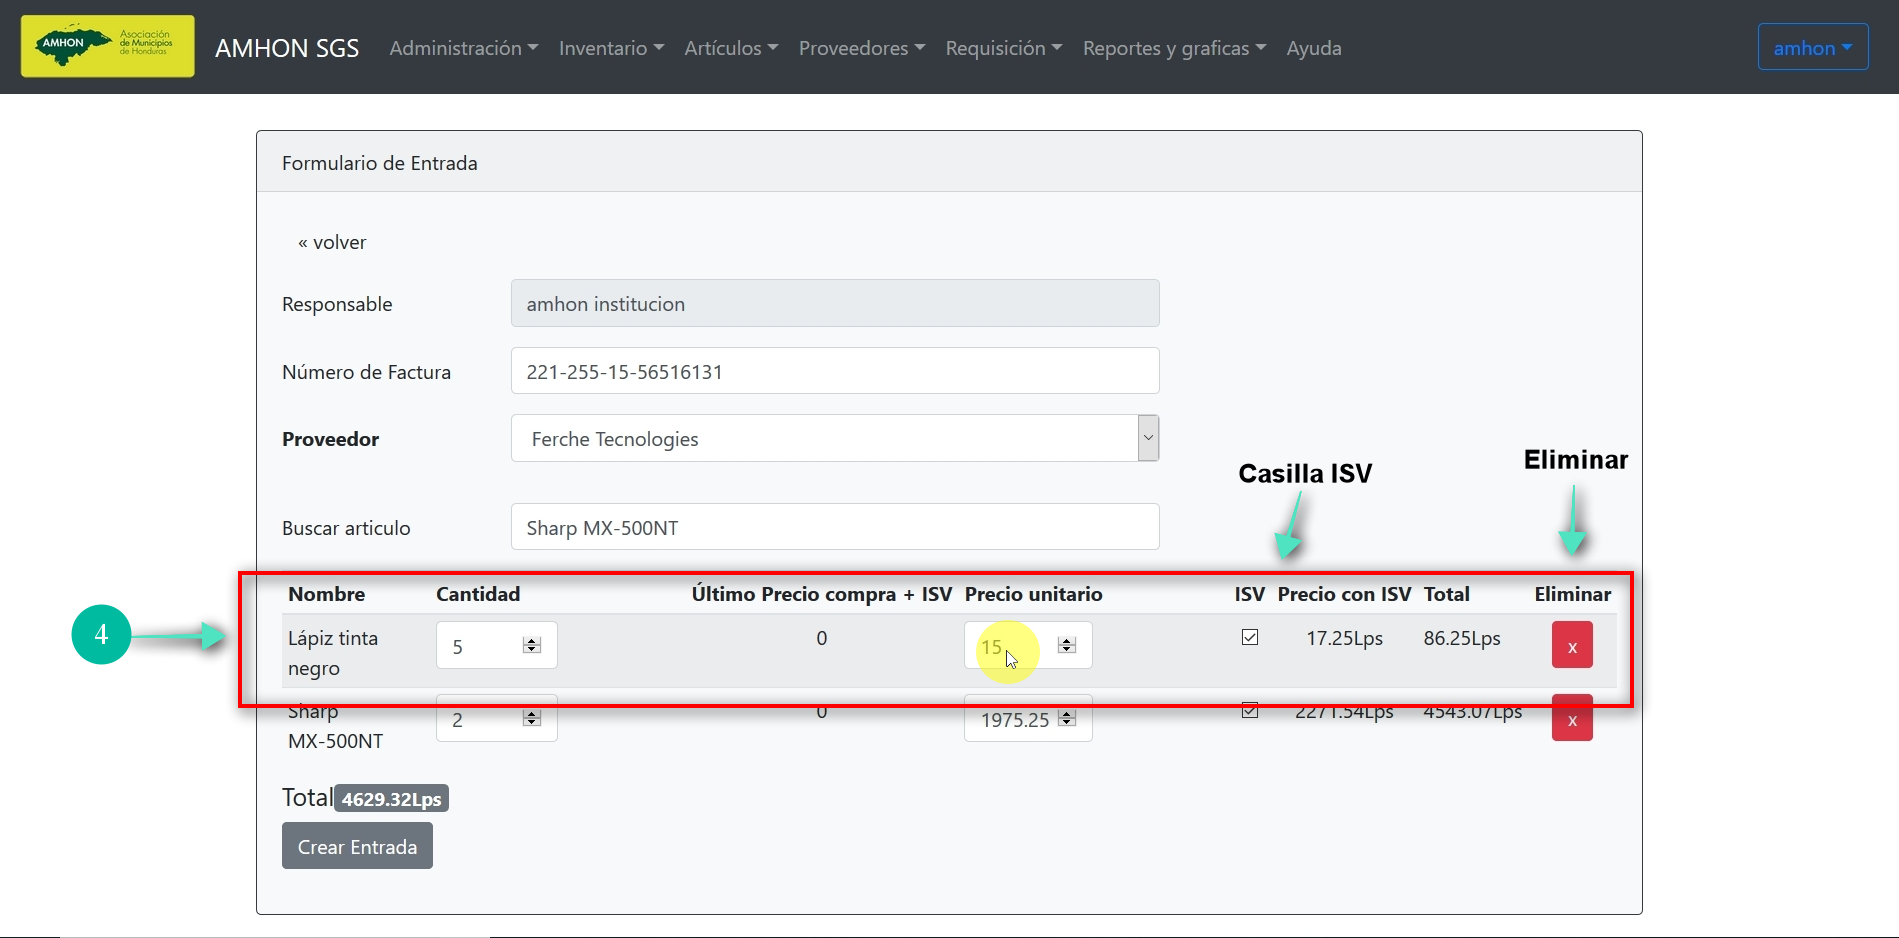 AMHON
Asociación
de Municipios
de Honduras
AMHON SGS Administración Inventario Artículos Proveedores Requisición Reportes y graficas Ayuda amhon
Formulario de Entrada
« volver
Responsable amhon institucion
Número de Factura 221-255-15-56516131
Proveedor Ferche Tecnologies
Casilla ISV Eliminar
Buscar articulo Sharp MX-500NT
Nombre Cantidad Último Precio compra + ISV Precio unitario ISV Precio con ISV Total Eliminar
4
Lápiz tinta negro 5 0 15 17.25Lps 86.25Lps x
Sharp MX-500NT 2 0 1975.25 2271.54Lps 4543.07Lps x
Total 4629.32Lps
Crear Entrada